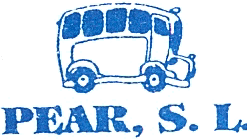 PEAR, S. L